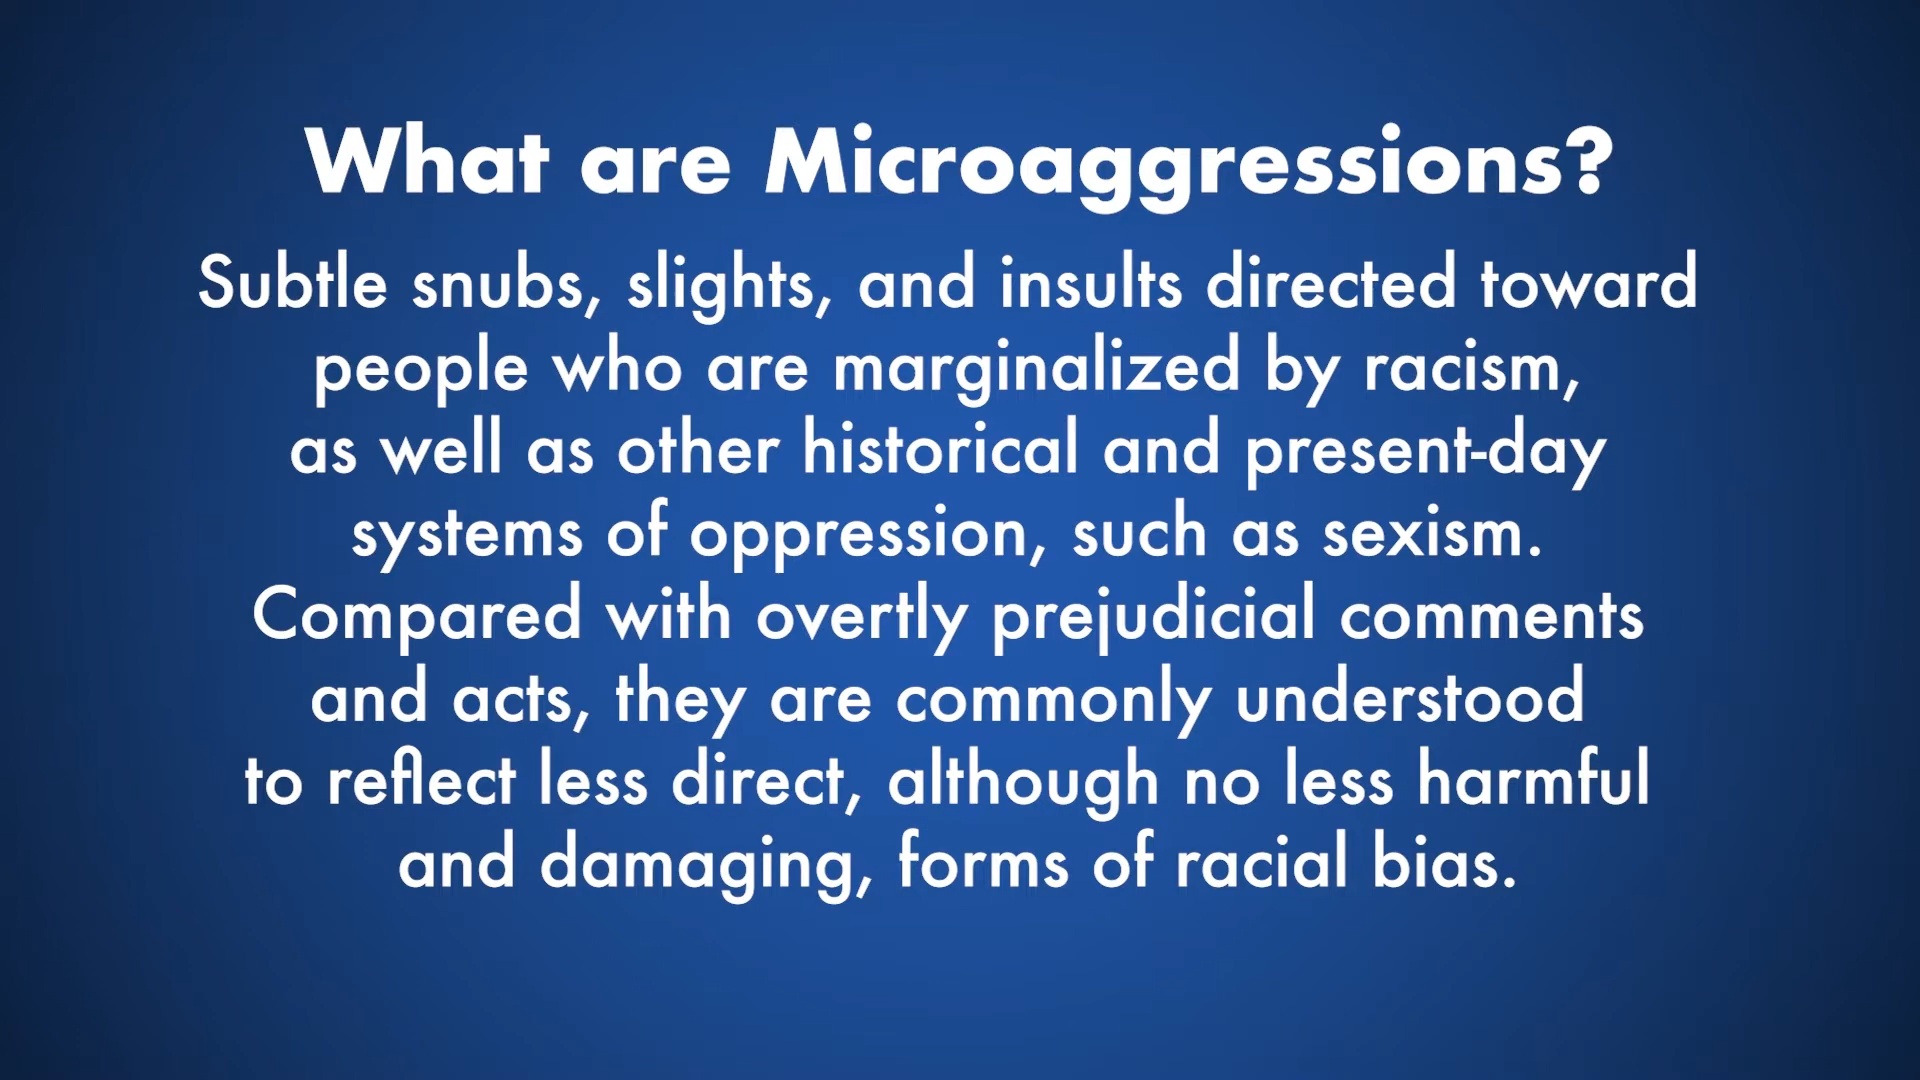 What are Microaggressions?
Subtle snubs, slights, and insults directed toward
people who are marginalized by racism,
as well as other historical and present-day
systems of oppression, such as sexism.
Compared with overtly prejudicial comments
and acts, they are commonly understood
to reflect less direct, although no less harmful
and damaging, forms of racial bias.